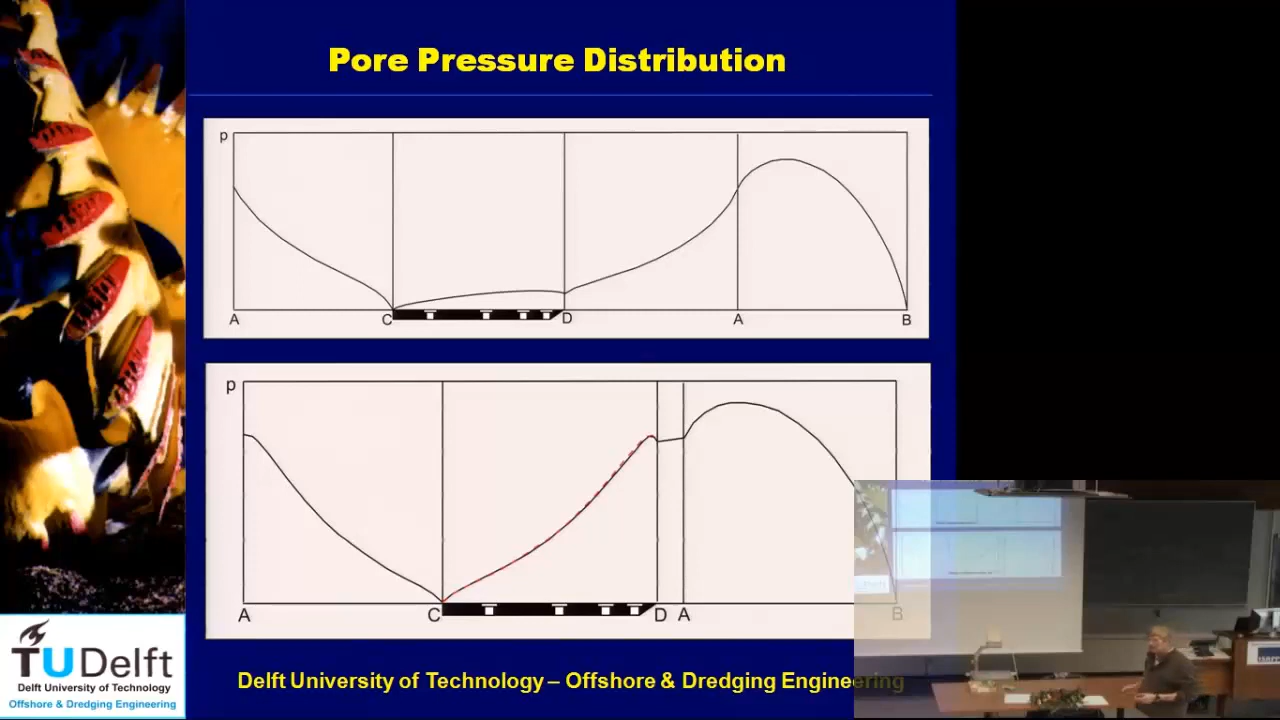 Pore Pressure Distribution
p
A C D A B
p
A C D A B
TU Delft
Delft University of Technology
Offshore & Dredging Engineering
Delft University of Technology – Offshore & Dredging Engineering